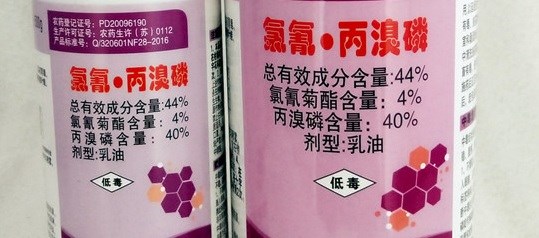 农药登记证号：PD20096190
生产许可证号：农药生许（苏）0112
产品标准号：Q/320601NF28-2016
氯氰·丙溴磷
总有效成分含量:44%
氯氰菊酯含量: 4%
丙溴磷含量: 40%
剂型:乳油
低毒
氯氰·丙溴磷
总有效成分含量:44%
氯氰菊酯含量: 4%
丙溴磷含量: 40%
剂型:乳油
低毒